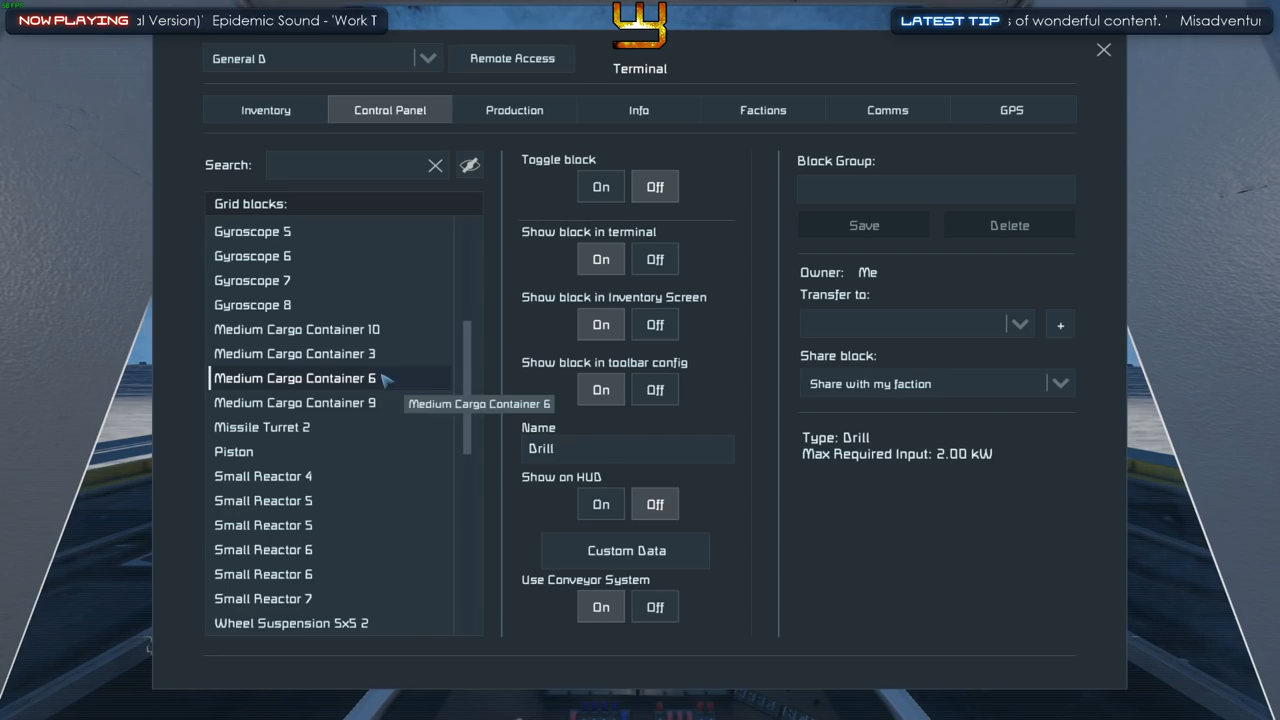 58 FPS
NOW PLAYING al Version)' Epidemic Sound - 'Work T
LATEST TIP s of wonderful content. ' Misadventur
General D
Remote Access
Terminal
Inventory
Control Panel
Production
Info
Factions
Comms
GPS
Search:
Grid blocks:
Gyroscope 5
Gyroscope 6
Gyroscope 7
Gyroscope 8
Medium Cargo Container 10
Medium Cargo Container 3
Medium Cargo Container 6
Medium Cargo Container 9
Medium Cargo Container 6
Missile Turret 2
Piston
Small Reactor 4
Small Reactor 5
Small Reactor 5
Small Reactor 6
Small Reactor 6
Small Reactor 7
Wheel Suspension 5x5 2
Toggle block
On Off
Show block in terminal
On Off
Show block in Inventory Screen
On Off
Show block in toolbar config
On Off
Name
Drill
Show on HUD
On Off
Custom Data
Use Conveyor System
On Off
Block Group:
Save Delete
Owner: Me
Transfer to:
+
Share block:
Share with my faction
Type: Drill
Max Required Input: 2.00 kW